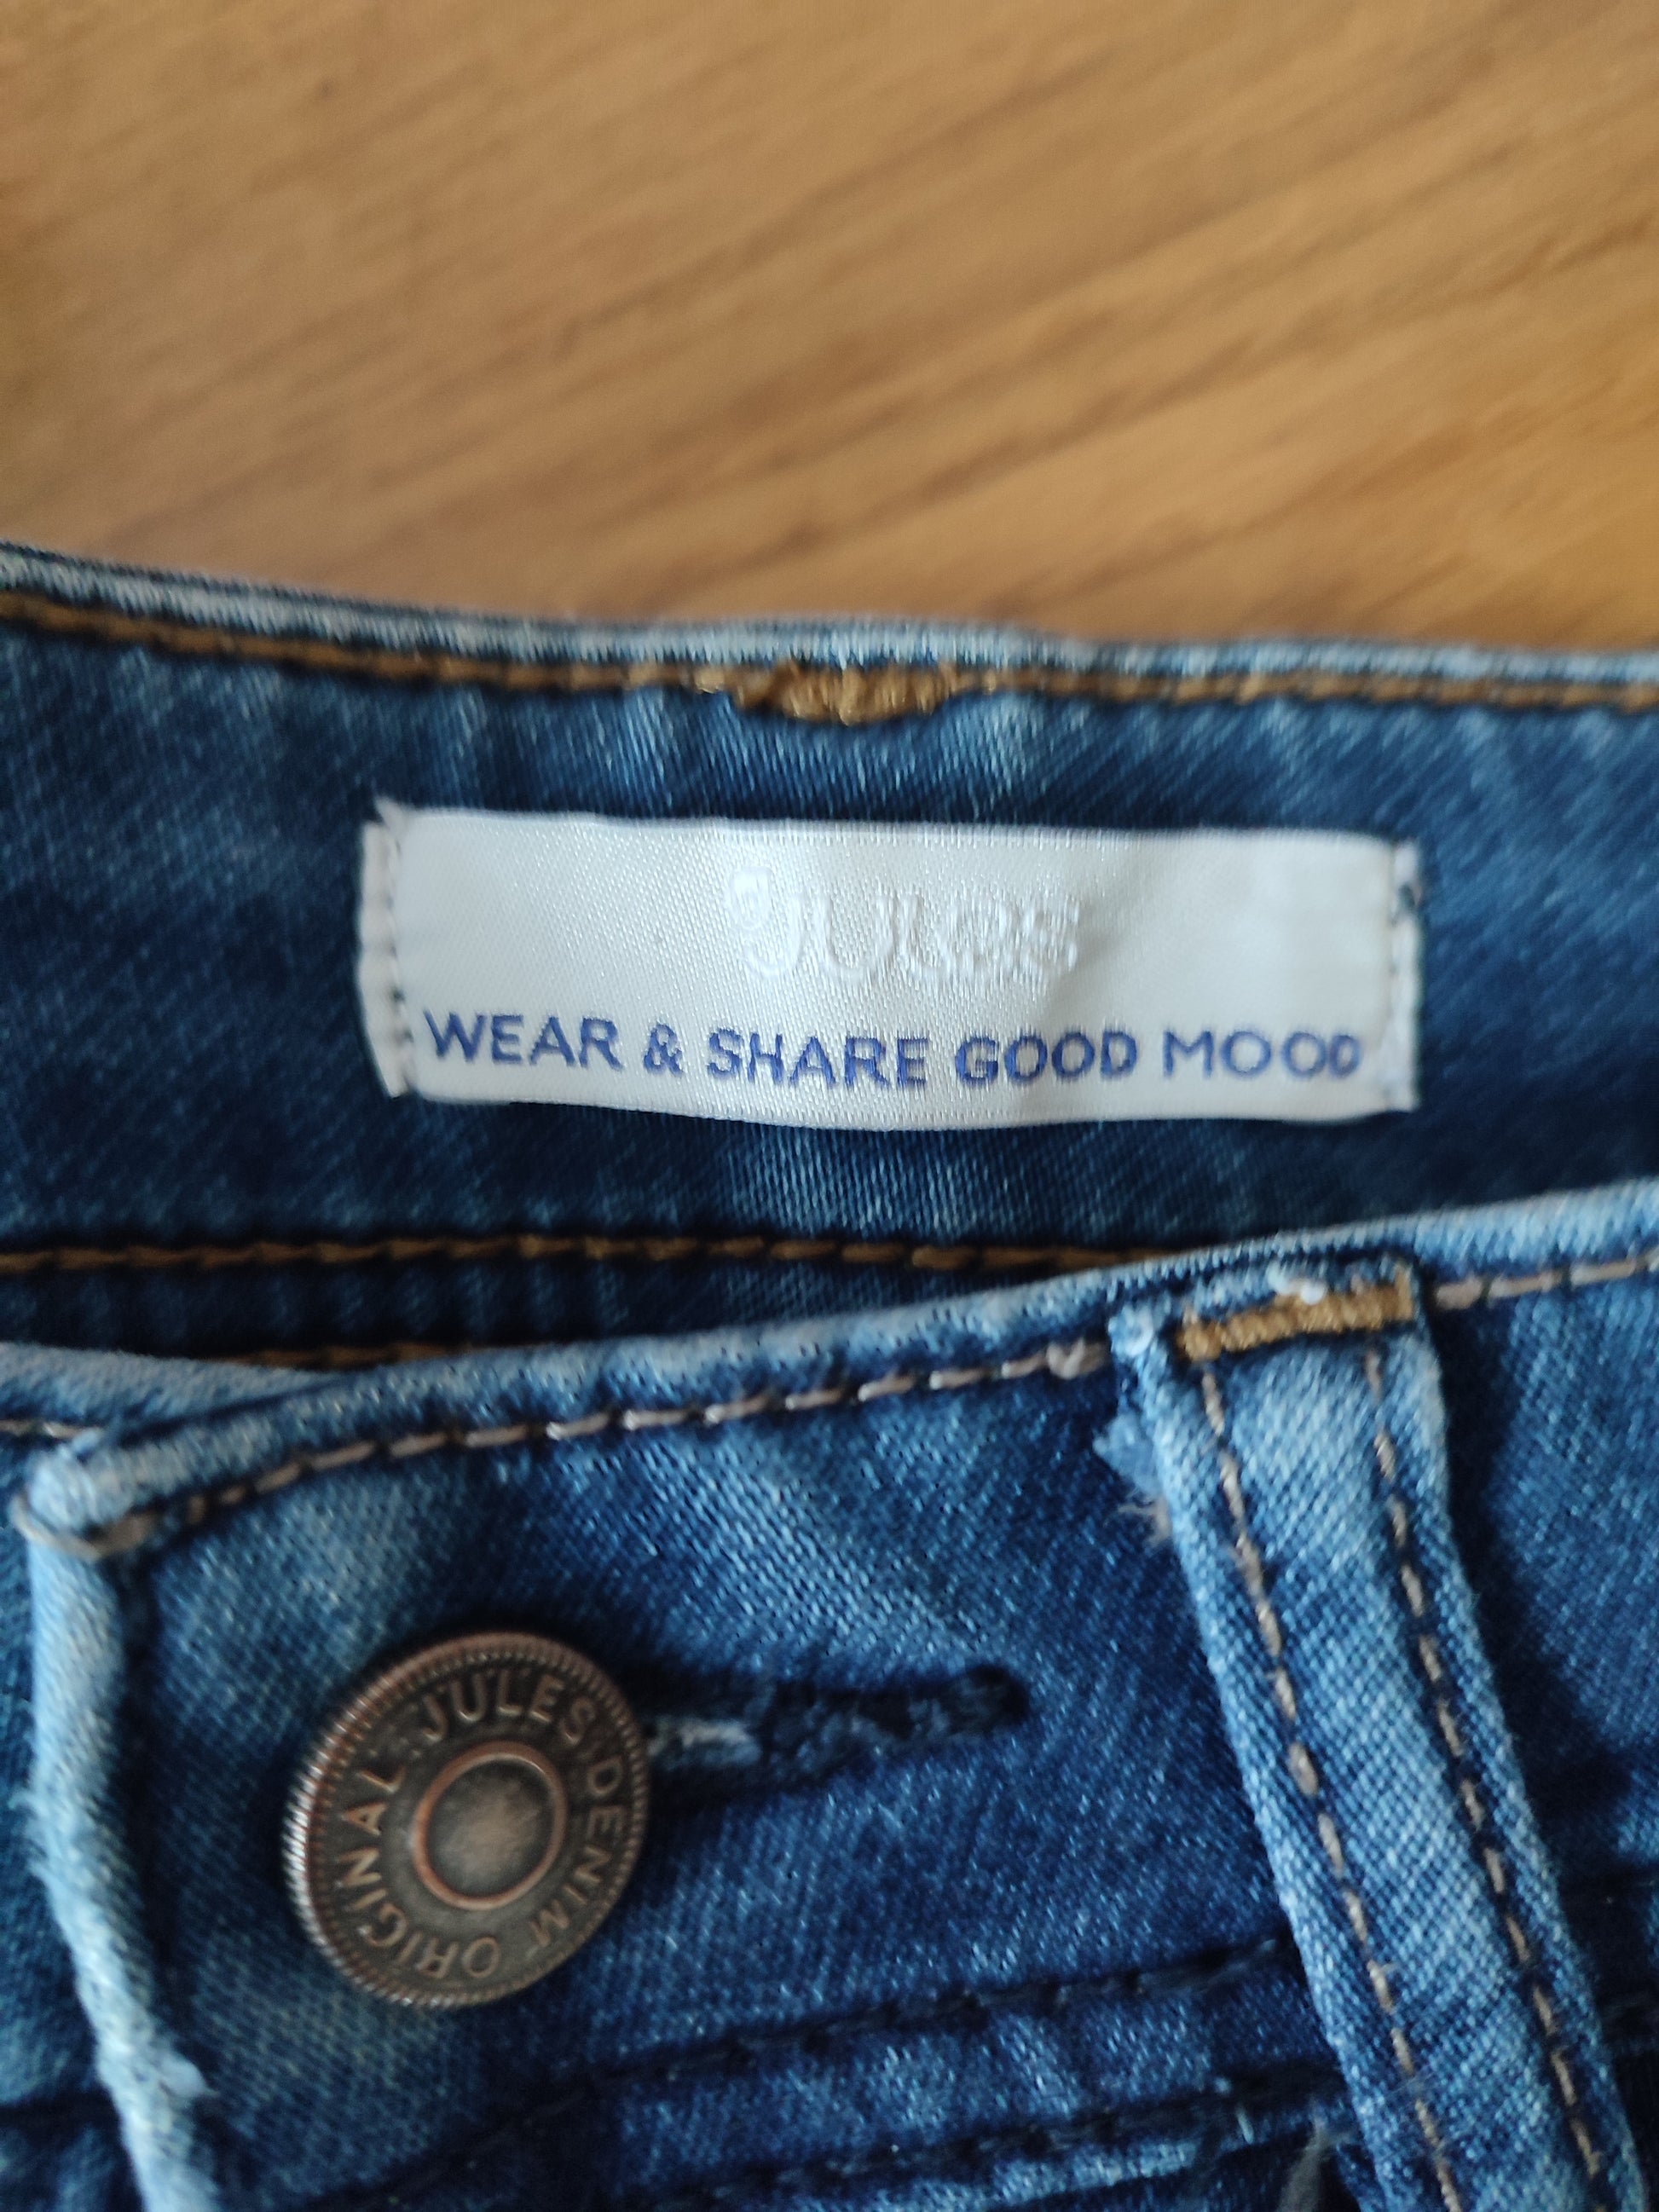 JULES
WEAR & SHARE GOOD MOOD
JULES DENIM ORIGINAL